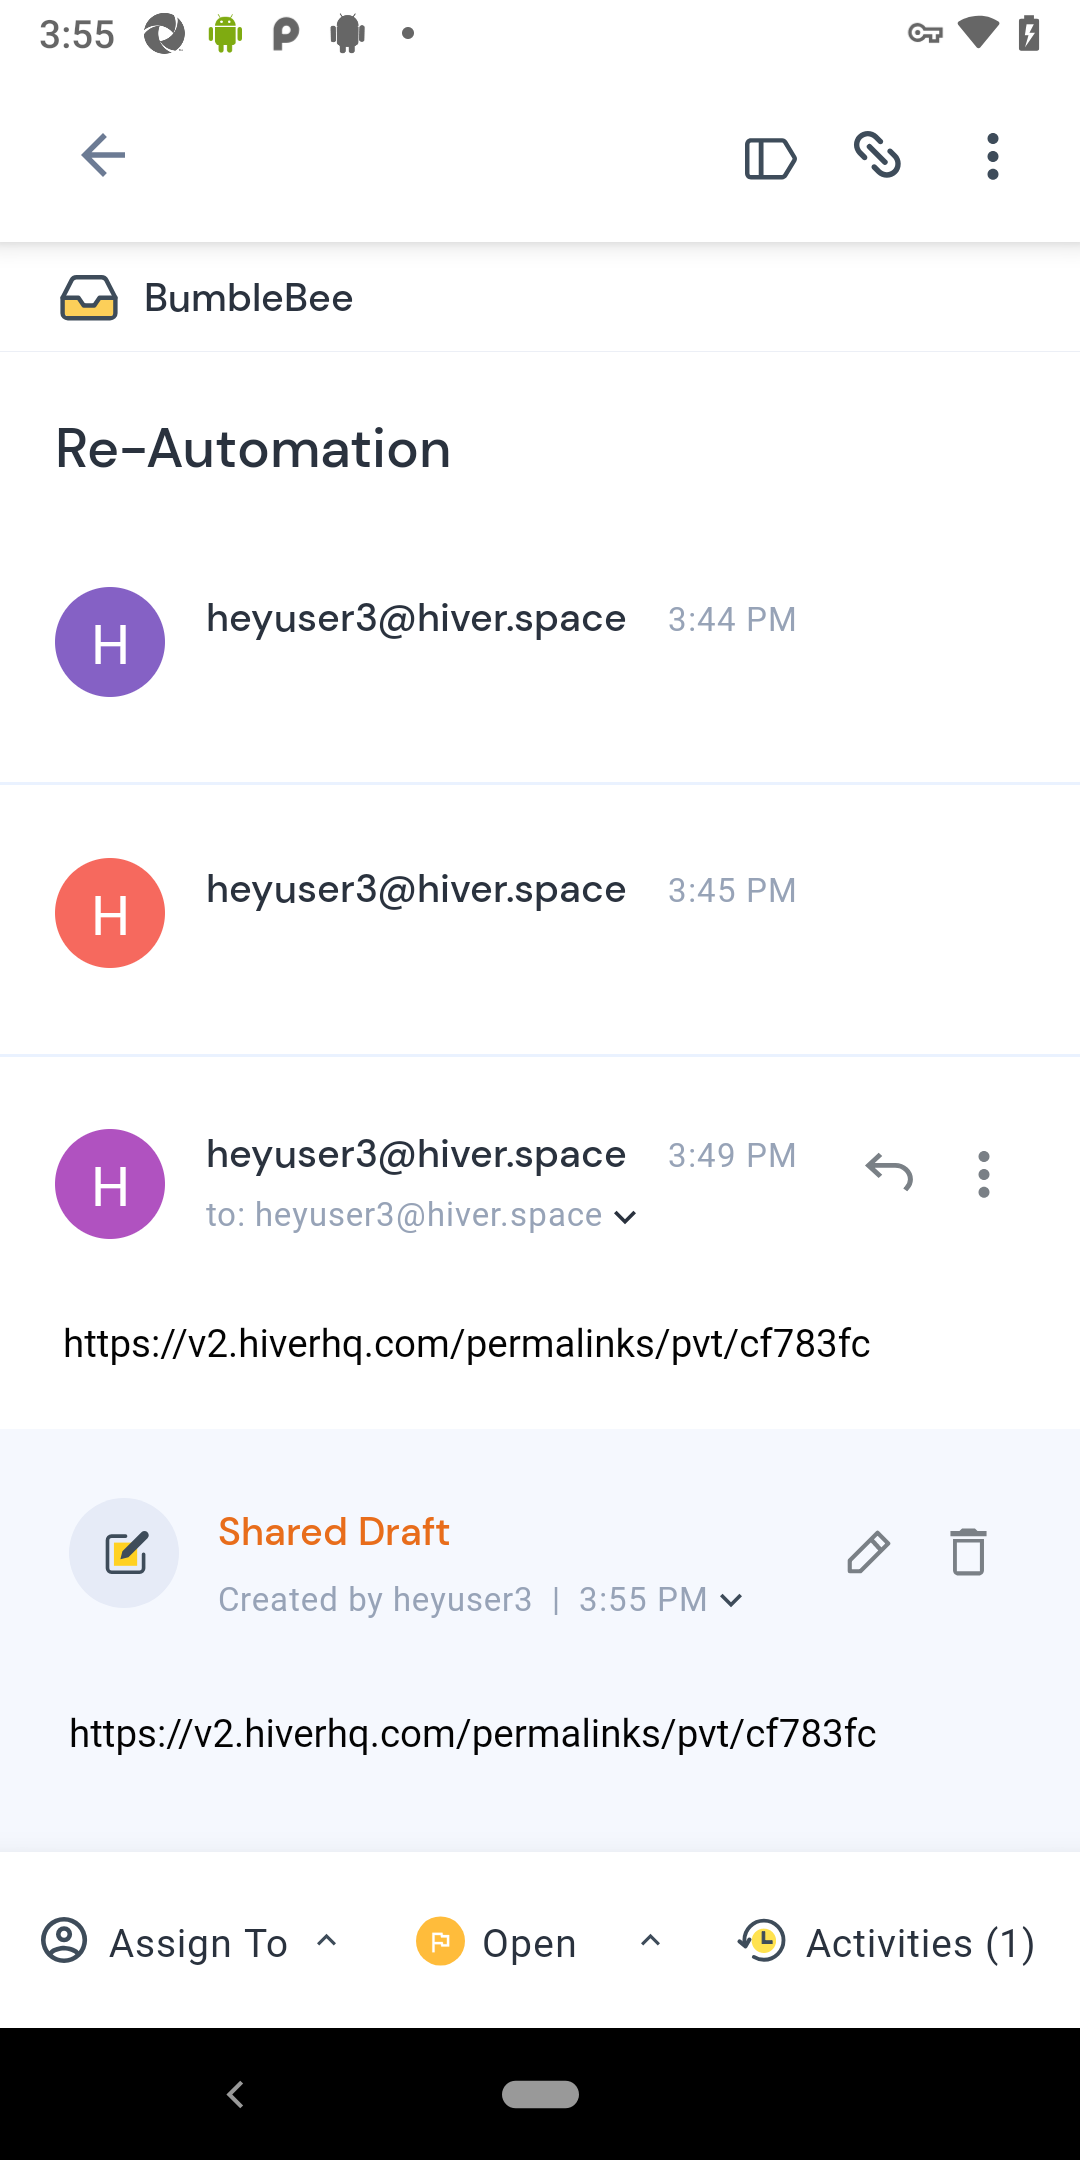 3:55
BumbleBee
Re-Automation
H heyuser3@hiver.space 3:44 PM
H heyuser3@hiver.space 3:45 PM
H heyuser3@hiver.space 3:49 PM
to: heyuser3@hiver.space
https://v2.hiverhq.com/permalinks/pvt/cf783fc
Shared Draft
Created by heyuser3 | 3:55 PM
https://v2.hiverhq.com/permalinks/pvt/cf783fc
Assign To Open Activities (1)